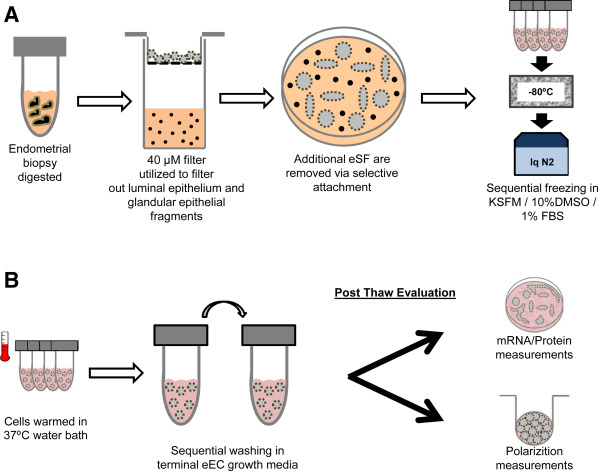 A
Endometrial
biopsy
digested
40 µM filter
utilized to filter
out luminal epithelium and
glandular epithelial
fragments
Additional eSF are
removed via selective
attachment
-80ºC
lq N2
Sequential freezing in
KSFM / 10%DMSO /
1% FBS
B
Cells warmed in
37ºC water bath
Sequential washing in
terminal eEC growth media
Post Thaw Evaluation
mRNA/Protein
measurements
Polarizition
measurements